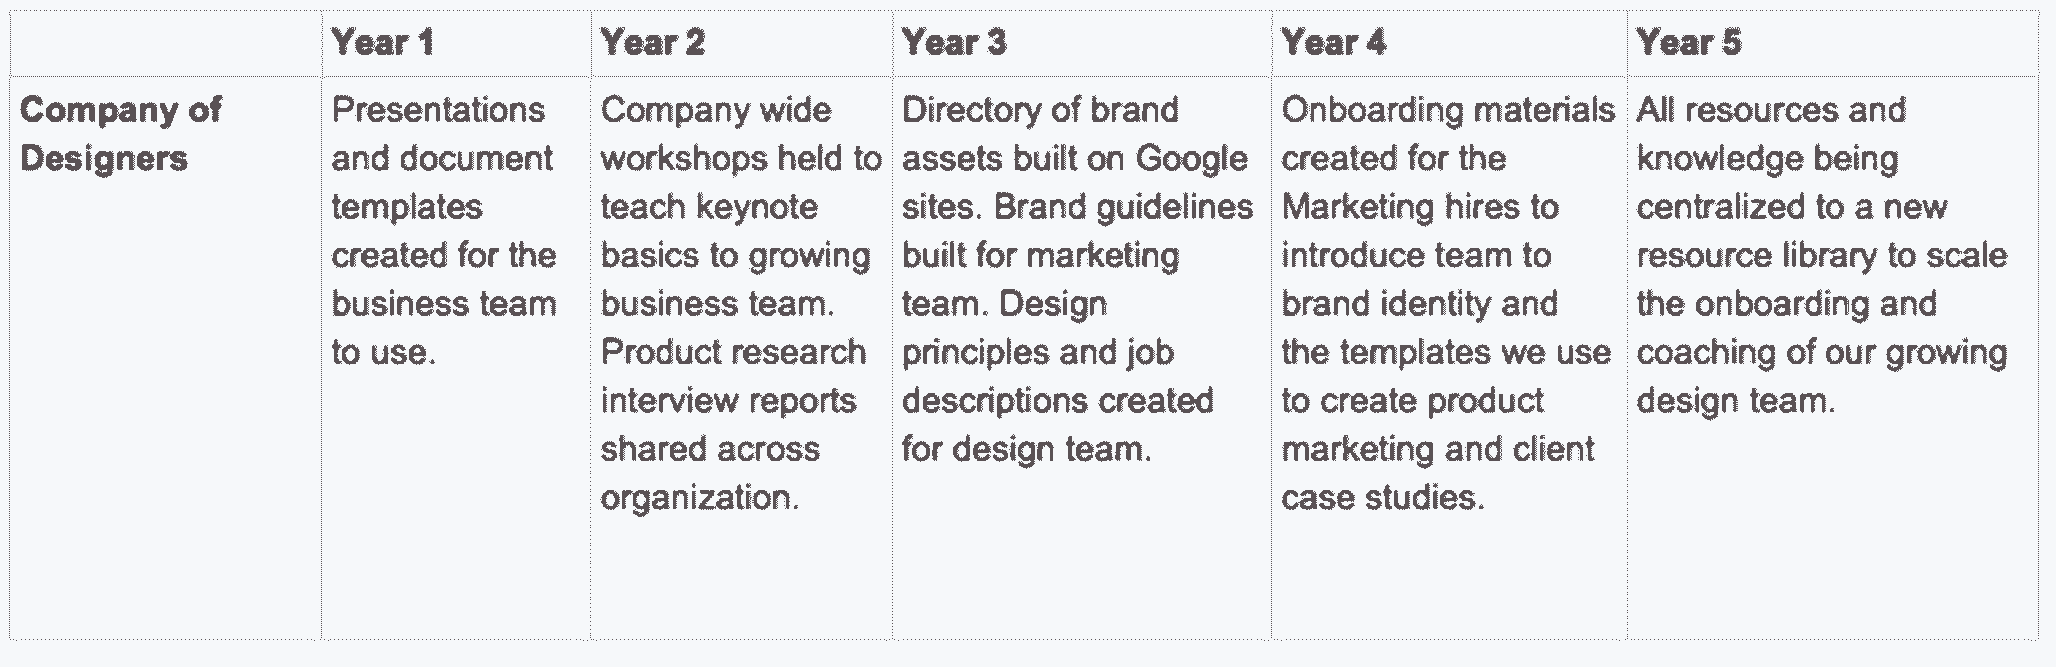 Year 1
Year 2
Year 3
Year 4
Year 5
Company of
Designers
Presentations
and document
templates
created for the
business team
to use.
Company wide
workshops held to
teach keynote
basics to growing
business team.
Product research
interview reports
shared across
organization.
Directory of brand
assets built on Google
sites. Brand guidelines
built for marketing
team. Design
principles and job
descriptions created
for design team.
Onboarding materials
created for the
Marketing hires to
introduce team to
brand identity and
the templates we use
to create product
marketing and client
case studies.
All resources and
knowledge being
centralized to a new
resource library to scale
the onboarding and
coaching of our growing
design team.